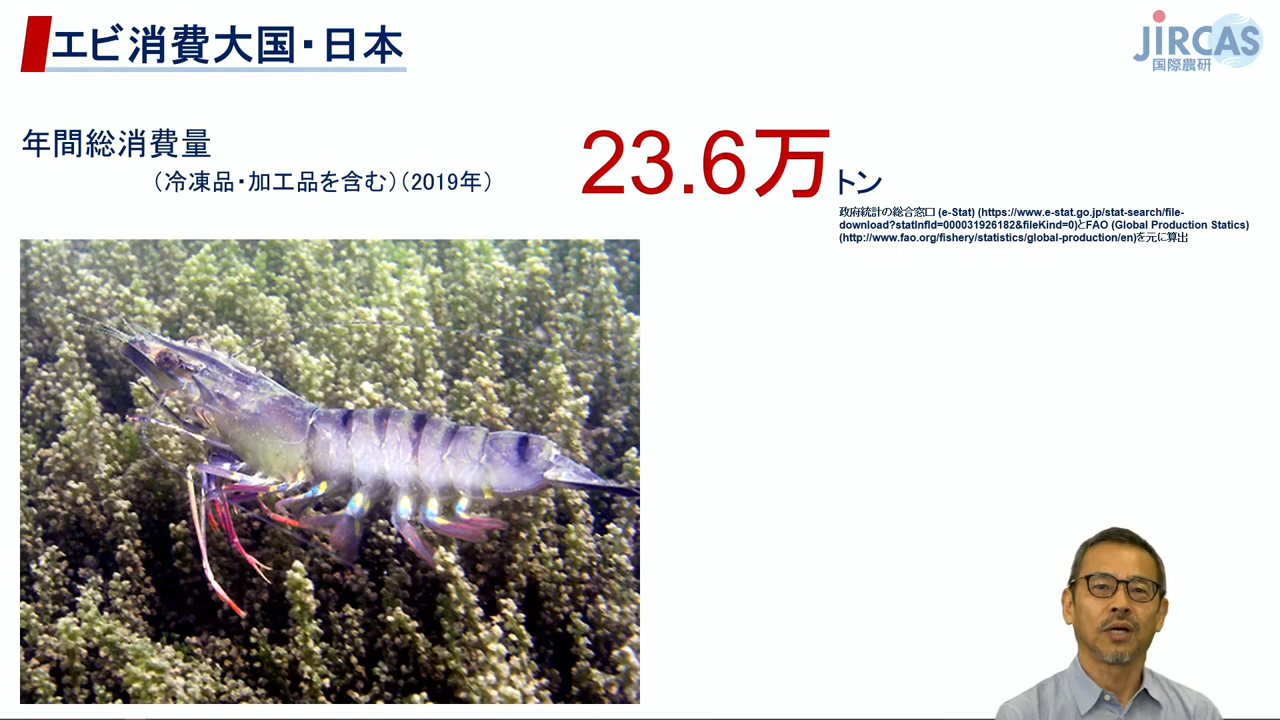 エビ消費大国・日本
JIRCAS
国際農研
年間総消費量
（冷凍品・加工品を含む）（2019年）
23.6万トン
政府統計の総合窓口 (e-Stat) (https://www.e-stat.go.jp/stat-search/file-
download?statInfId=000031926182&fileKind=0)とFAO (Global Production Statics)
(http://www.fao.org/fishery/statistics/global-production/en)を元に算出